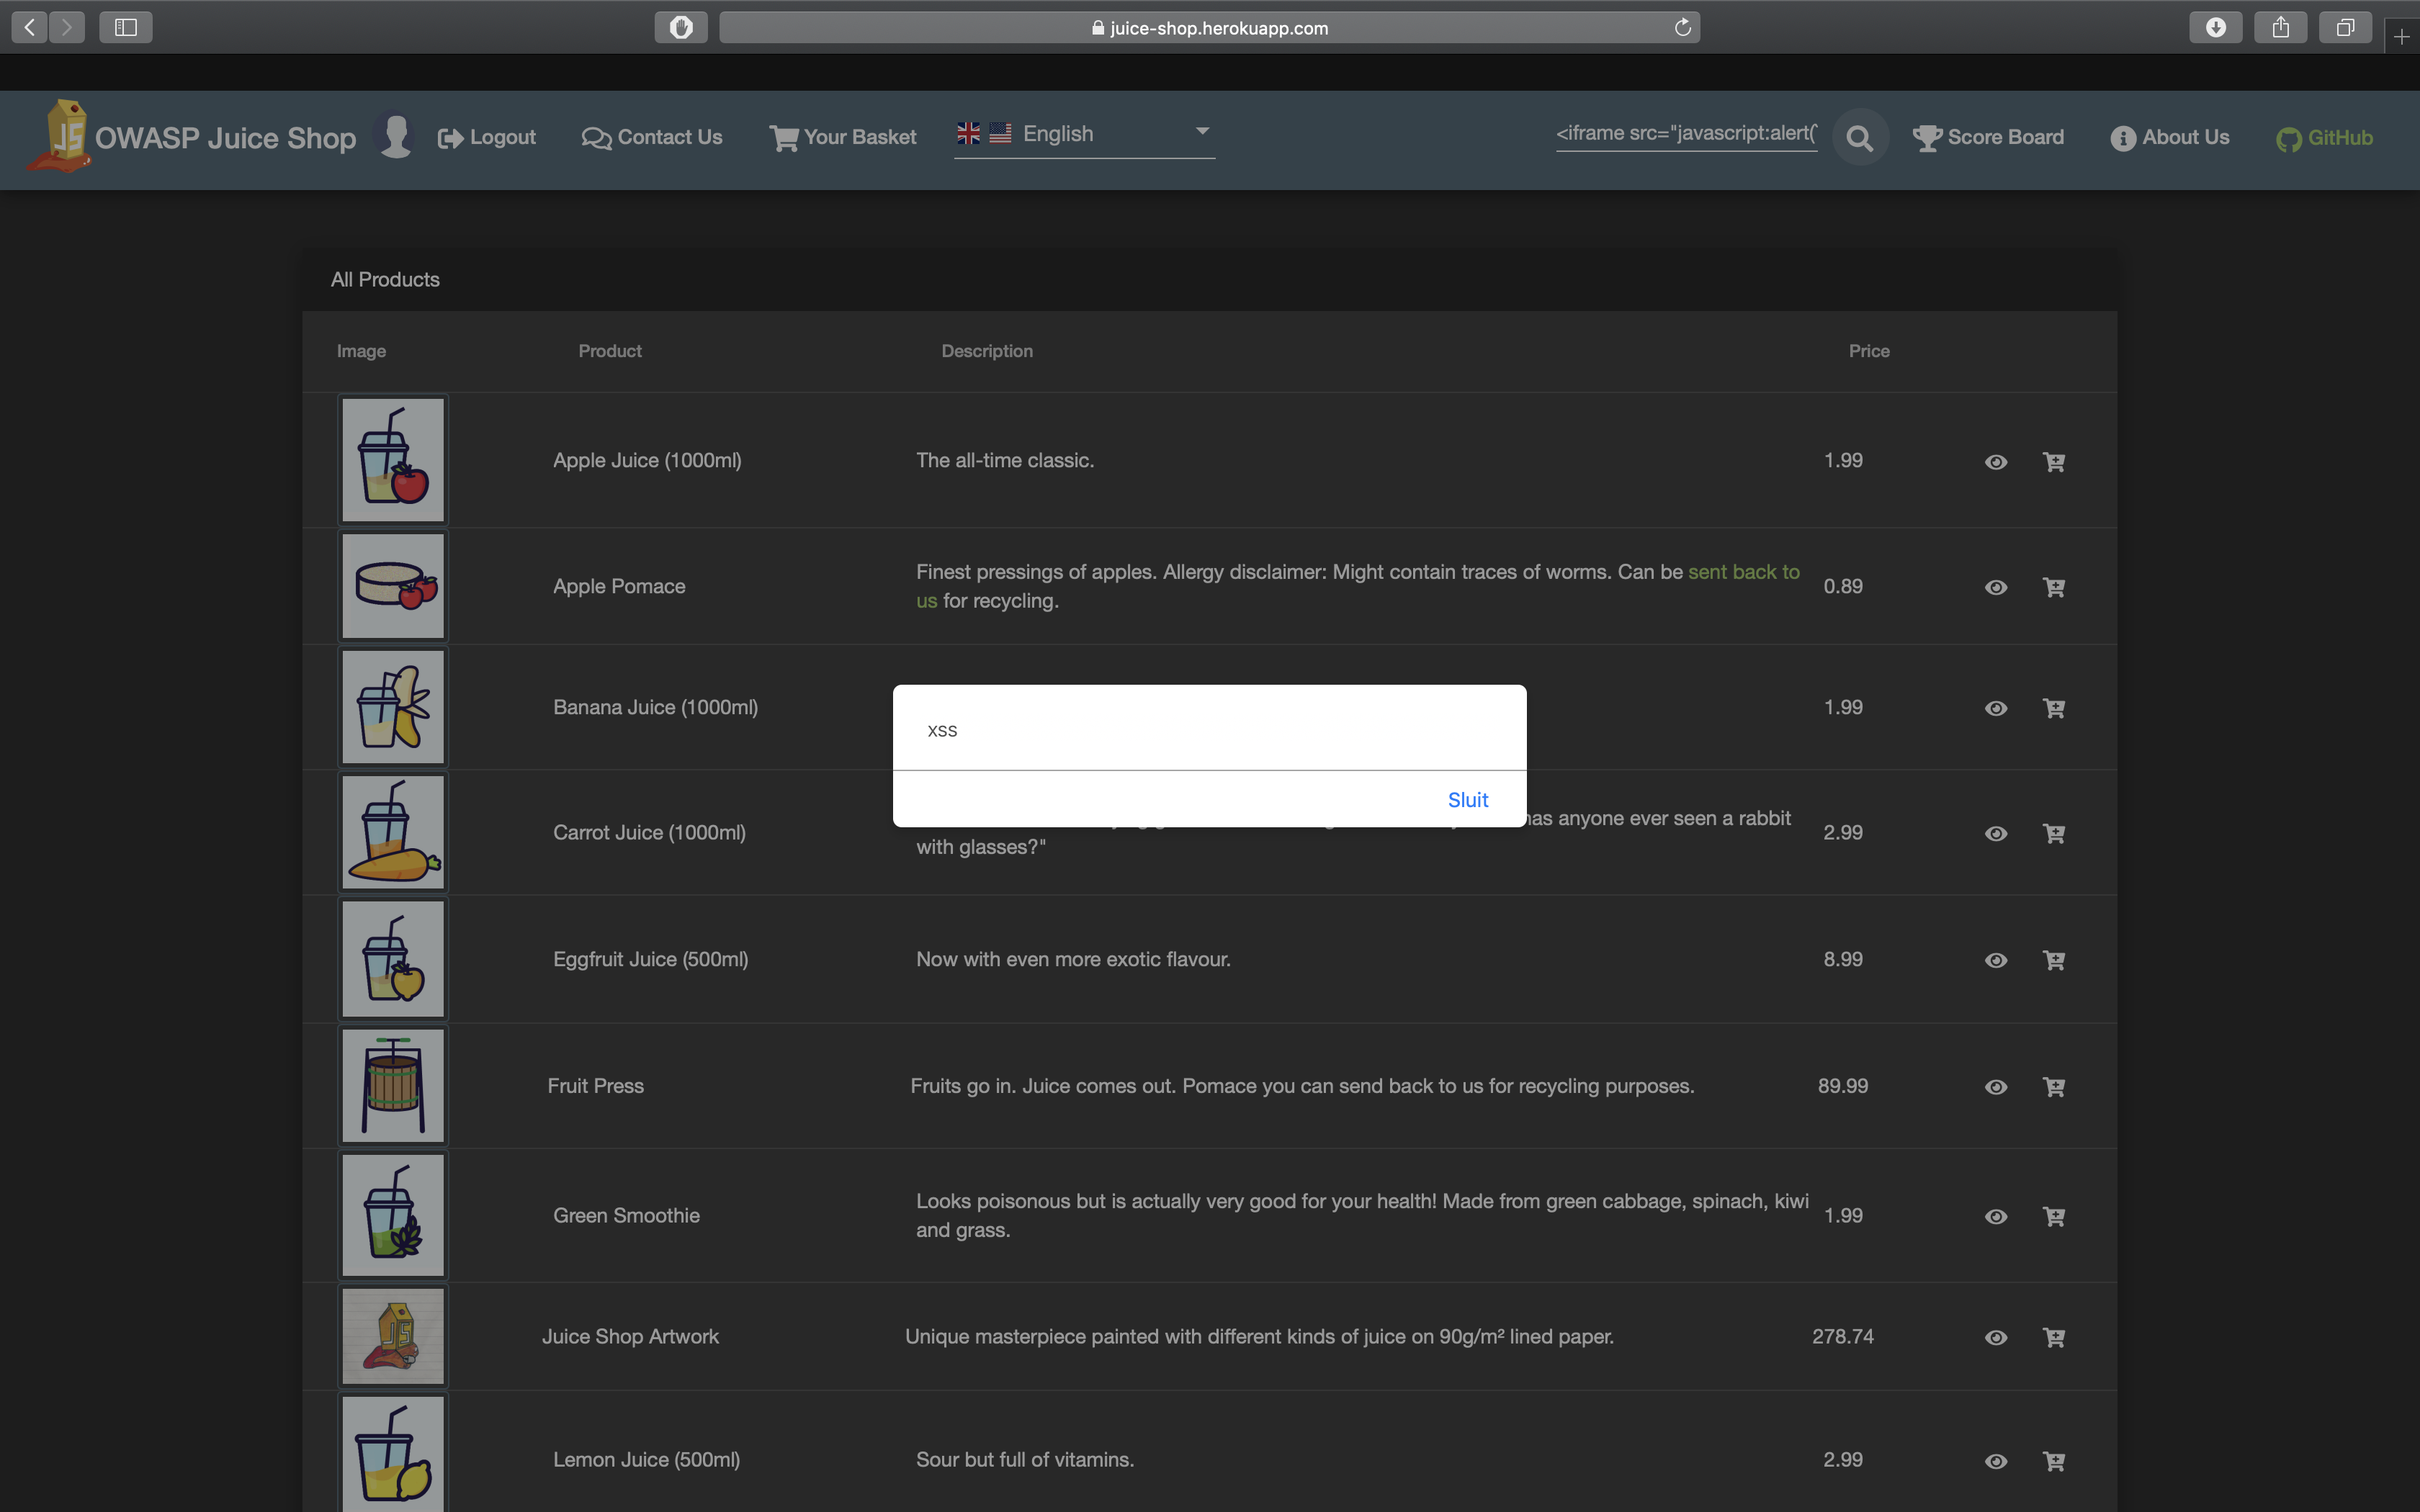 juice-shop.herokuapp.com
OWASP Juice Shop
Logout
Contact Us
Your Basket
English
<iframe src="javascript:alert(`
Score Board
About Us
GitHub
All Products
Image Product Description Price
Apple Juice (1000ml) The all-time classic. 1.99
Apple Pomace Finest pressings of apples. Allergy disclaimer: Might contain traces of worms. Can be sent back to
us for recycling. 0.89
Banana Juice (1000ml) 1.99
xss
Sluit
Carrot Juice (1000ml) has anyone ever seen a rabbit
with glasses?" 2.99
Eggfruit Juice (500ml) Now with even more exotic flavour. 8.99
Fruit Press Fruits go in. Juice comes out. Pomace you can send back to us for recycling purposes. 89.99
Green Smoothie Looks poisonous but is actually very good for your health! Made from green cabbage, spinach, kiwi
and grass. 1.99
JS
Juice Shop Artwork Unique masterpiece painted with different kinds of juice on 90g/m² lined paper. 278.74
Lemon Juice (500ml) Sour but full of vitamins. 2.99